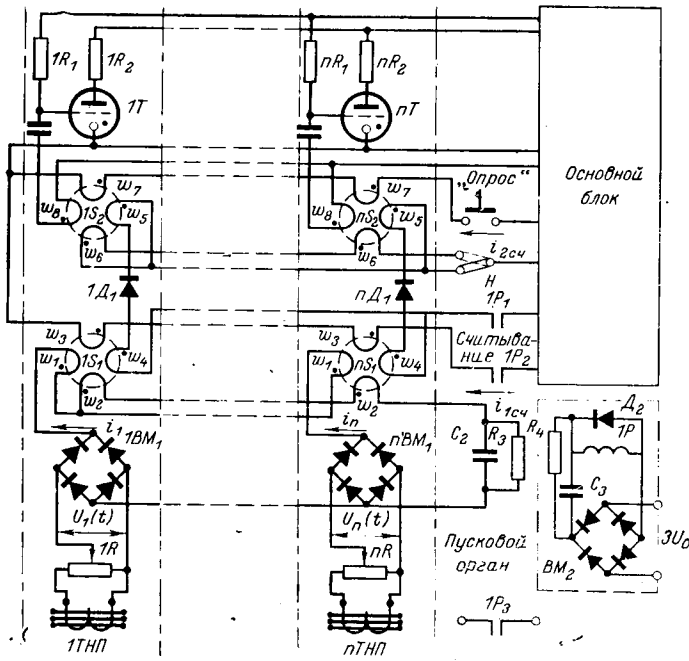 1R₁ 1R₂ nR₁ nR₂
1T nT
Основной блок
w₇ w₇ „Опрос“
w₈ 1S₂ w₅ w₈ nS₂ w₅
w₆ w₆ i₂сч
Н
1Д₁ nД₁ 1P₁
w₃ w₃ Считыва-
ние 1P₂
w₁ 1S₁ w₄ w₁ nS₁ w₄
w₂ w₂ i₁сч
i₁ 1ВМ₁ iₙ nВМ₁ C₂ R₃ R₄ Д₂
1P
C₃
U₁(t) Uₙ(t) 3U₀
1R nR Пусковой
орган ВМ₂
1P₃
1ТНП nТНП